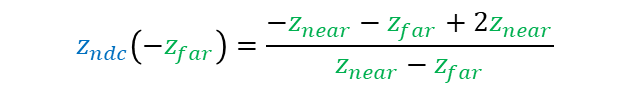 z_ndc(−z_far) = (−z_near − z_far + 2z_near) / (z_near − z_far)